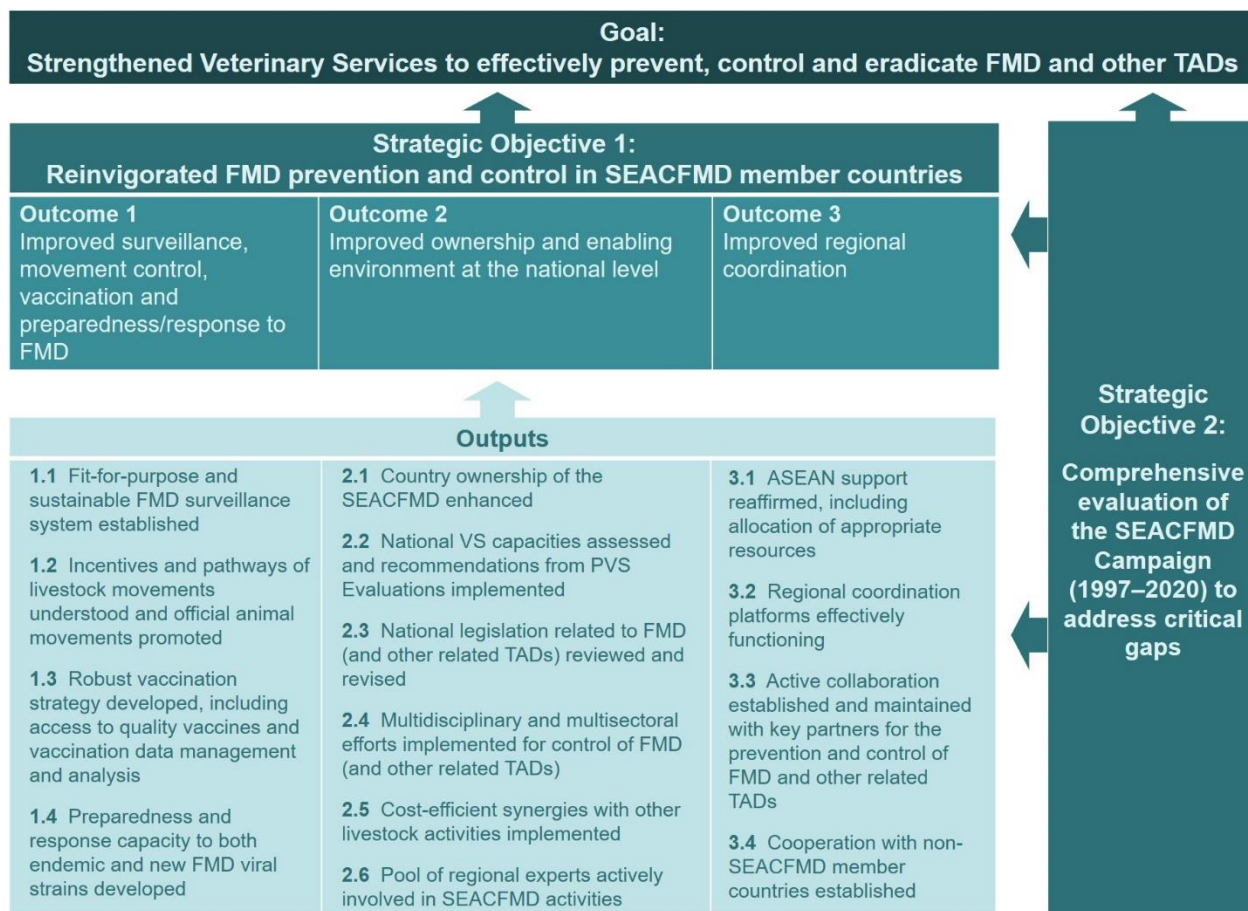 Goal:
Strengthened Veterinary Services to effectively prevent, control and eradicate FMD and other TADs
Strategic Objective 1:
Reinvigorated FMD prevention and control in SEACFMD member countries
Outcome 1
Improved surveillance,
movement control,
vaccination and
preparedness/response to
FMD
Outcome 2
Improved ownership and enabling
environment at the national level
Outcome 3
Improved regional
coordination
Outputs
1.1 Fit-for-purpose and
sustainable FMD surveillance
system established
1.2 Incentives and pathways of
livestock movements
understood and official animal
movements promoted
1.3 Robust vaccination
strategy developed, including
access to quality vaccines and
vaccination data management
and analysis
1.4 Preparedness and
response capacity to both
endemic and new FMD viral
strains developed
2.1 Country ownership of the
SEACFMD enhanced
2.2 National VS capacities assessed
and recommendations from PVS
Evaluations implemented
2.3 National legislation related to FMD
(and other related TADs) reviewed and
revised
2.4 Multidisciplinary and multisectoral
efforts implemented for control of FMD
(and other related TADs)
2.5 Cost-efficient synergies with other
livestock activities implemented
2.6 Pool of regional experts actively
involved in SEACFMD activities
3.1 ASEAN support
reaffirmed, including
allocation of appropriate
resources
3.2 Regional coordination
platforms effectively
functioning
3.3 Active collaboration
established and maintained
with key partners for the
prevention and control of
FMD and other related
TADs
3.4 Cooperation with non-
SEACFMD member
countries established
Strategic
Objective 2:
Comprehensive
evaluation of
the SEACFMD
Campaign
(1997–2020) to
address critical
gaps